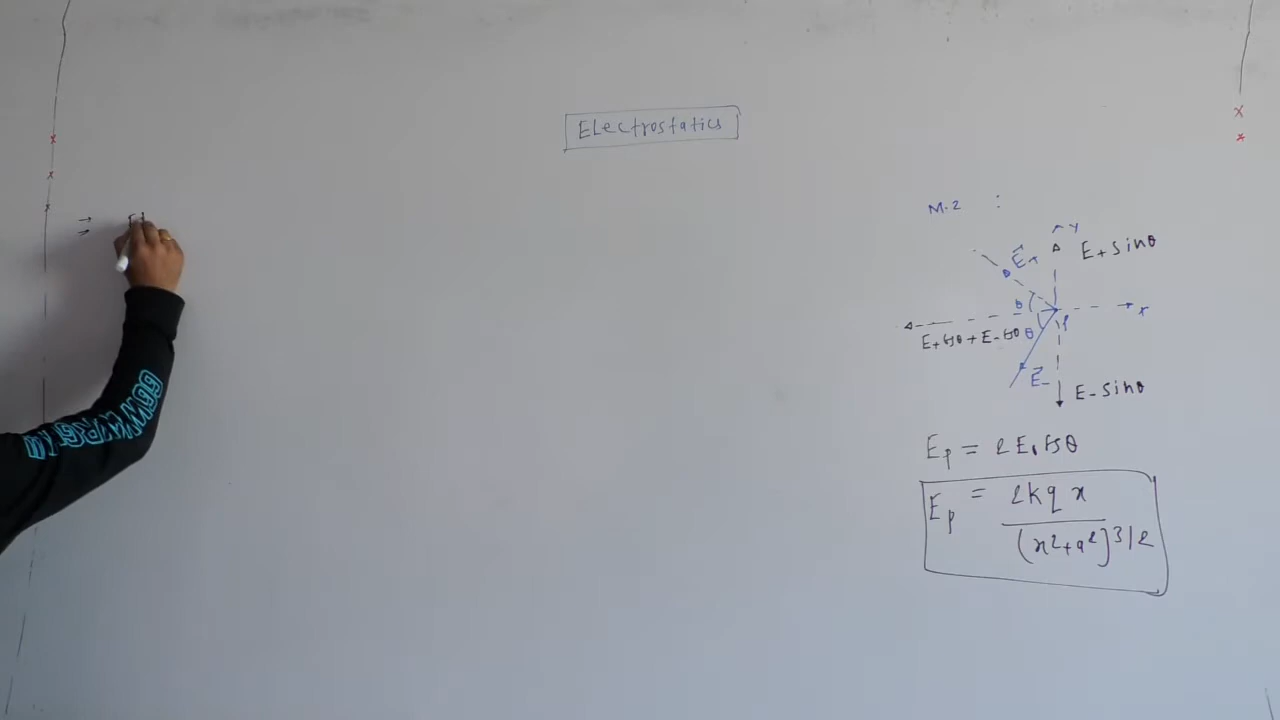 Electrostatics
M.2 :
Y
E₊ sinθ
E⃗₊
θ
x
P
E₊ cosθ + E₋ cosθ
θ
E⃗₋
E₋ sinθ
Eₚ = 2E₊ cosθ
Eₚ = 2kq x / (x²+a²)^3/2